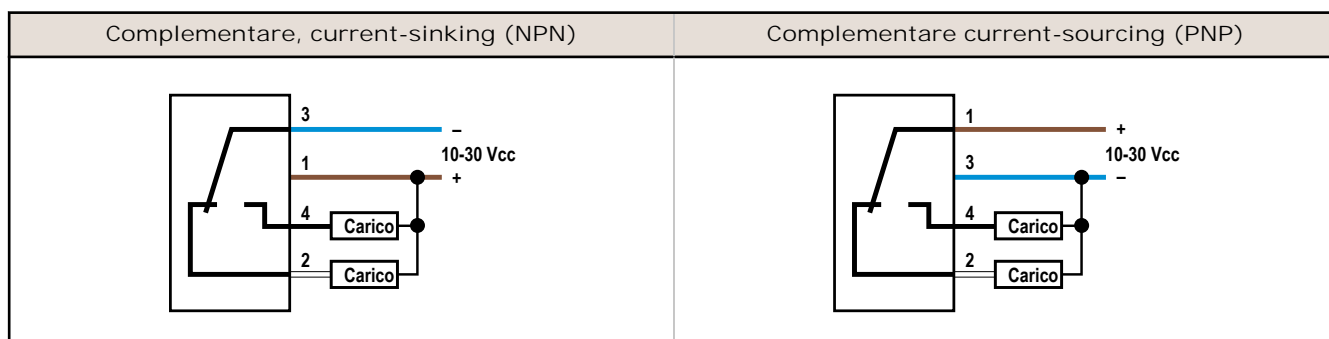 Complementare, current-sinking (NPN)
Complementare current-sourcing (PNP)
3
–
10-30 Vcc
1
+
4
Carico
2
Carico
1
+
10-30 Vcc
3
–
4
Carico
2
Carico